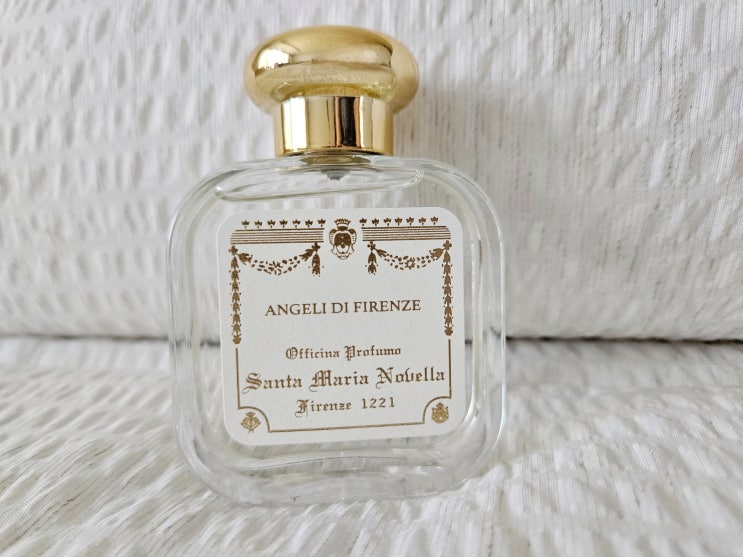 ANGELI DI FIRENZE
Officina Profumo
Santa Maria Novella
Firenze 1221